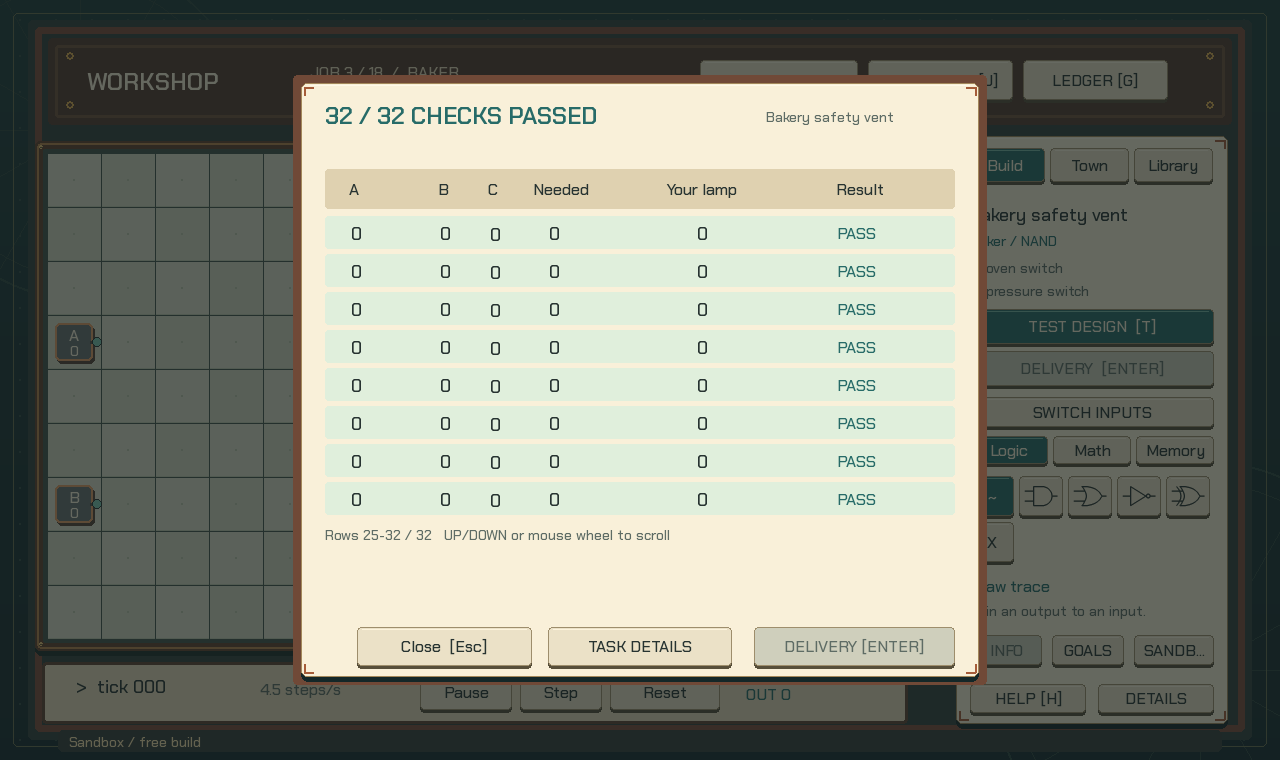 WORKSHOP
JOB 3 / 18 / BAKER
LEDGER [G]
32 / 32 CHECKS PASSED
Bakery safety vent
A B C Needed Your lamp Result
0 0 0 0 0 PASS
0 0 0 0 0 PASS
0 0 0 0 0 PASS
0 0 0 0 0 PASS
0 0 0 0 0 PASS
0 0 0 0 0 PASS
0 0 0 0 0 PASS
0 0 0 0 0 PASS
Rows 25-32 / 32 UP/DOWN or mouse wheel to scroll
Close [Esc] TASK DETAILS DELIVERY [ENTER]
A
0
B
0
Build Town Library
akery safety vent
ker / NAND
oven switch
pressure switch
TEST DESIGN [T]
DELIVERY [ENTER]
SWITCH INPUTS
Logic Math Memory
~
X
aw trace
in an output to an input.
INFO GOALS SANDB...
HELP [H] DETAILS
> tick 000 4.5 steps/s Pause Step Reset OUT 0
Sandbox / free build